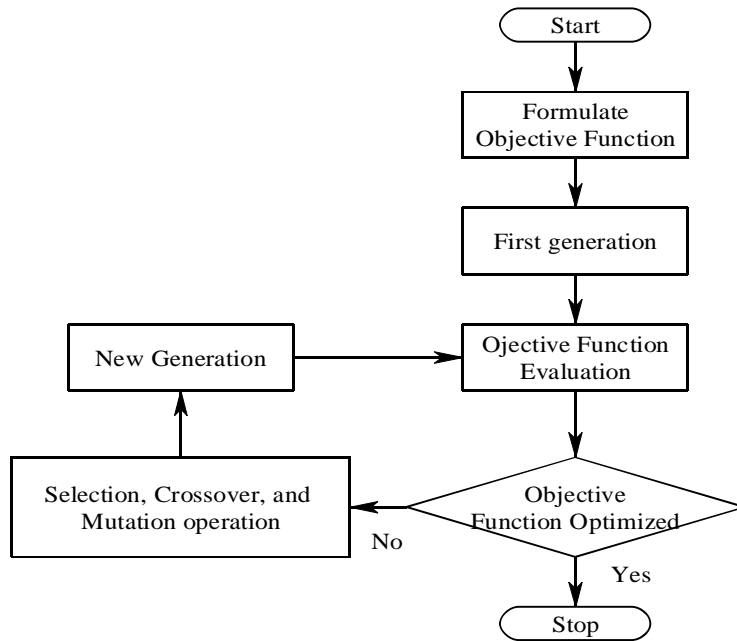 Start
Formulate
Objective Function
First generation
New Generation
Ojective Function
Evaluation
Selection, Crossover, and
Mutation operation
Objective
Function Optimized
No
Yes
Stop